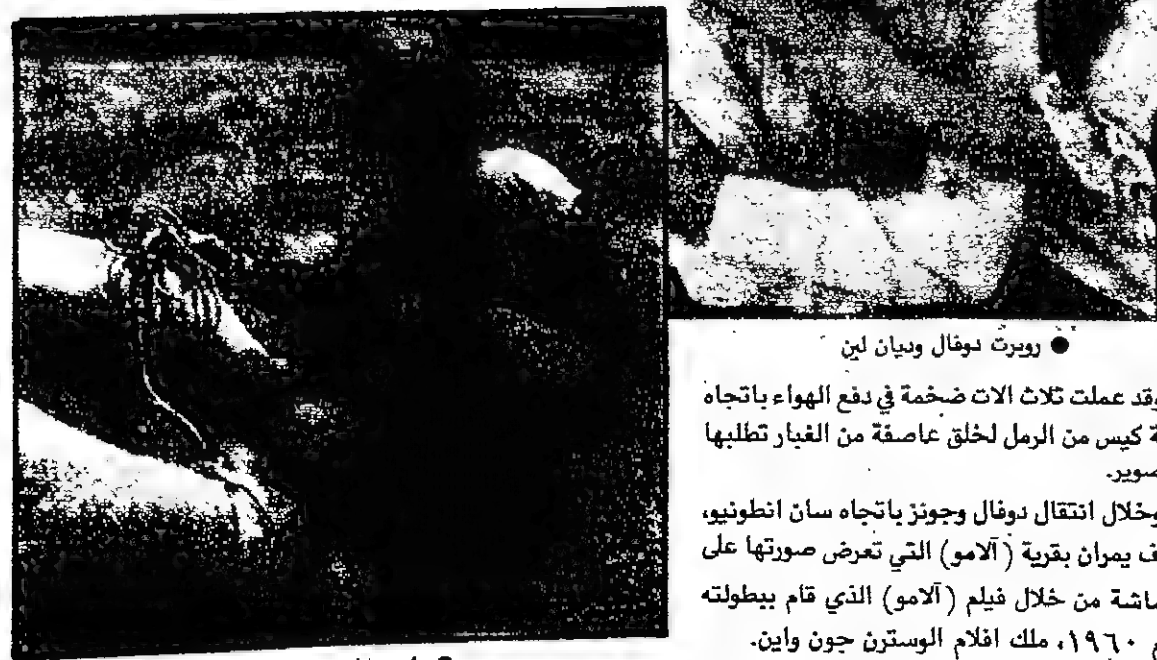 ● روبرت دوفال وديان لين
وقد عملت ثلاث الات ضخمة في دفع الهواء باتجاه
كيس من الرمل لخلق عاصفة من الغبار تطلبها
وخلال انتقال دوفال وجونز باتجاه سان انطونيو،
يمران بقرية (آلامو) التي تعرض صورتها على
من خلال فيلم (آلامو) الذي قام ببطولته
١٩٦٠، ملك افلام الوسترن جون واين.